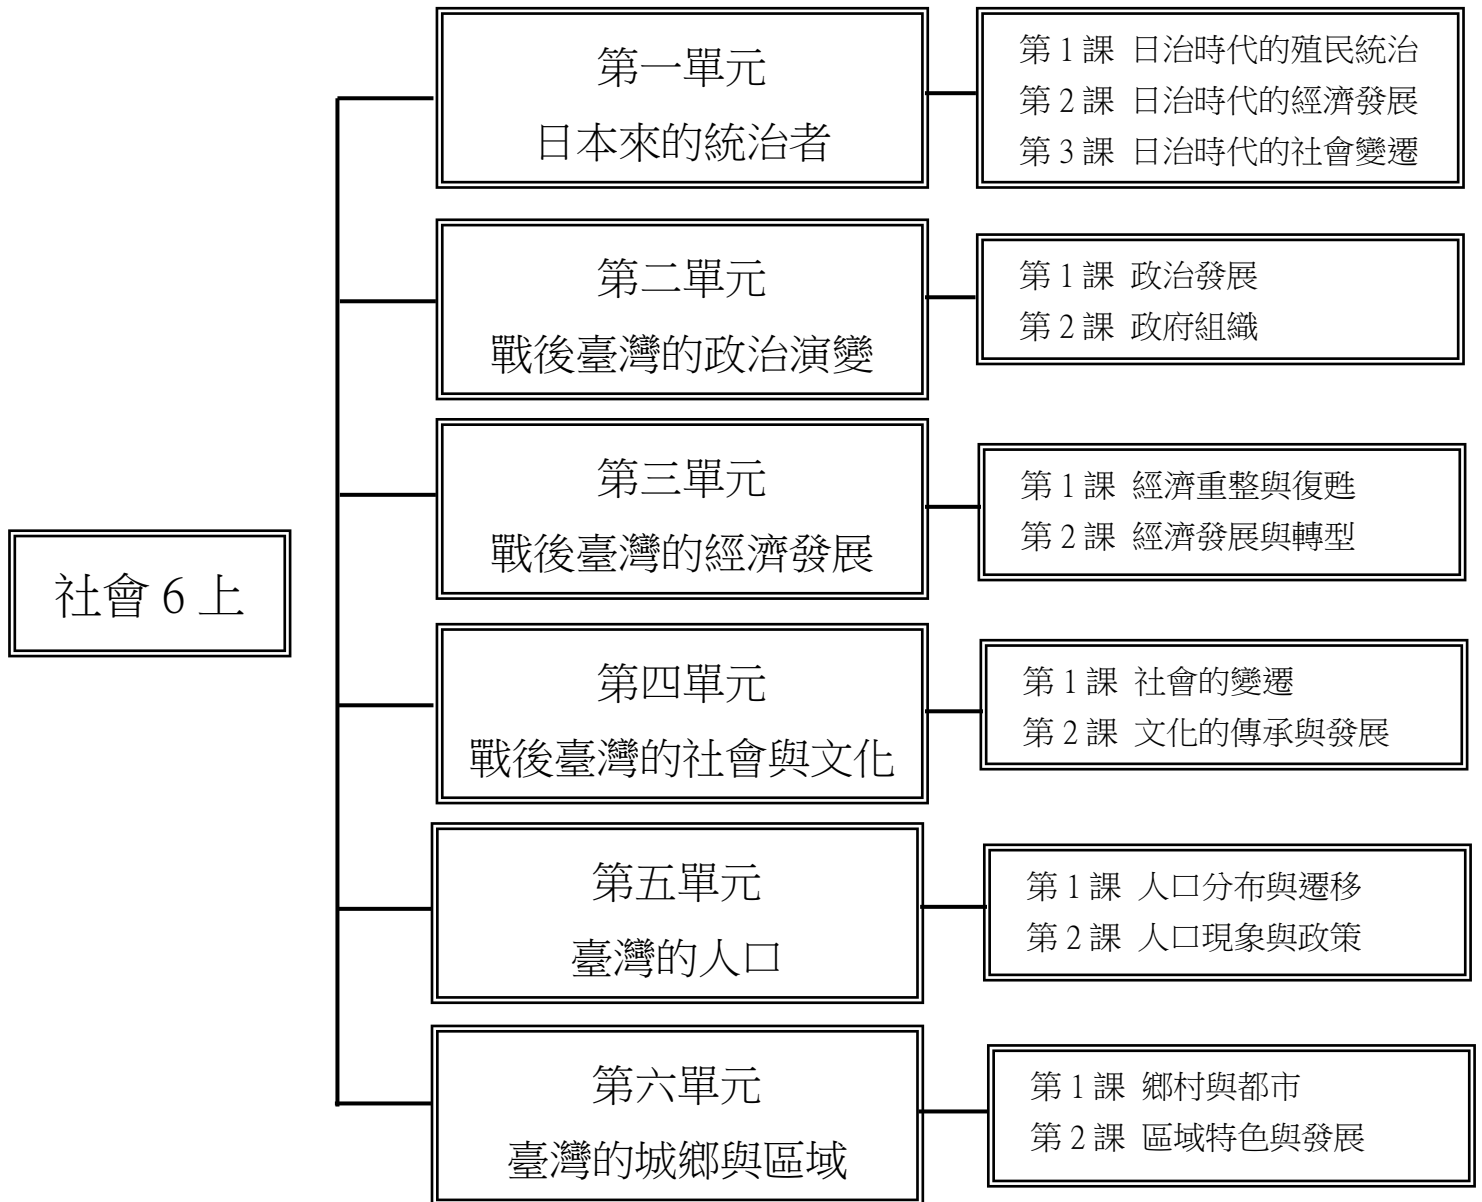 社會 6 上
第一單元
日本來的統治者
第 1 課 日治時代的殖民統治
第 2 課 日治時代的經濟發展
第 3 課 日治時代的社會變遷
第二單元
戰後臺灣的政治演變
第 1 課 政治發展
第 2 課 政府組織
第三單元
戰後臺灣的經濟發展
第 1 課 經濟重整與復甦
第 2 課 經濟發展與轉型
第四單元
戰後臺灣的社會與文化
第 1 課 社會的變遷
第 2 課 文化的傳承與發展
第五單元
臺灣的人口
第 1 課 人口分布與遷移
第 2 課 人口現象與政策
第六單元
臺灣的城鄉與區域
第 1 課 鄉村與都市
第 2 課 區域特色與發展